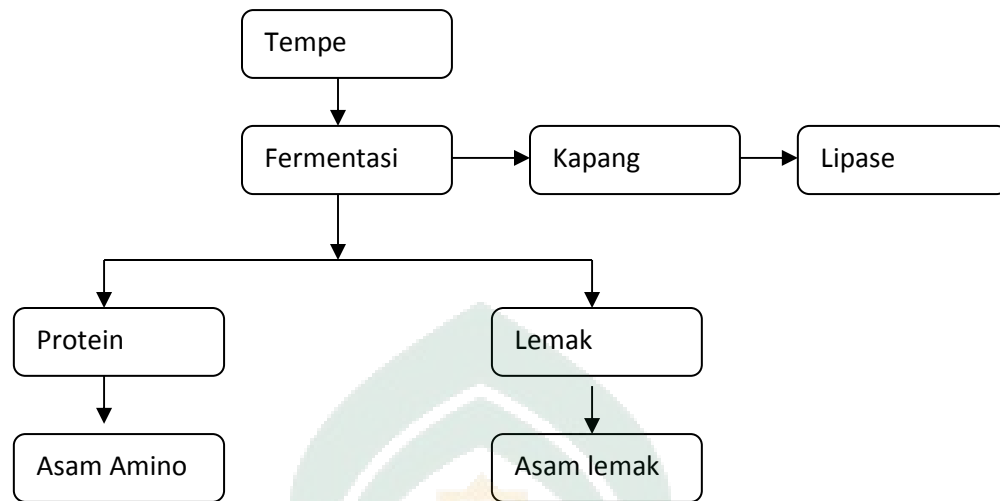 Tempe
Fermentasi
Kapang
Lipase
Protein
Lemak
Asam Amino
Asam lemak